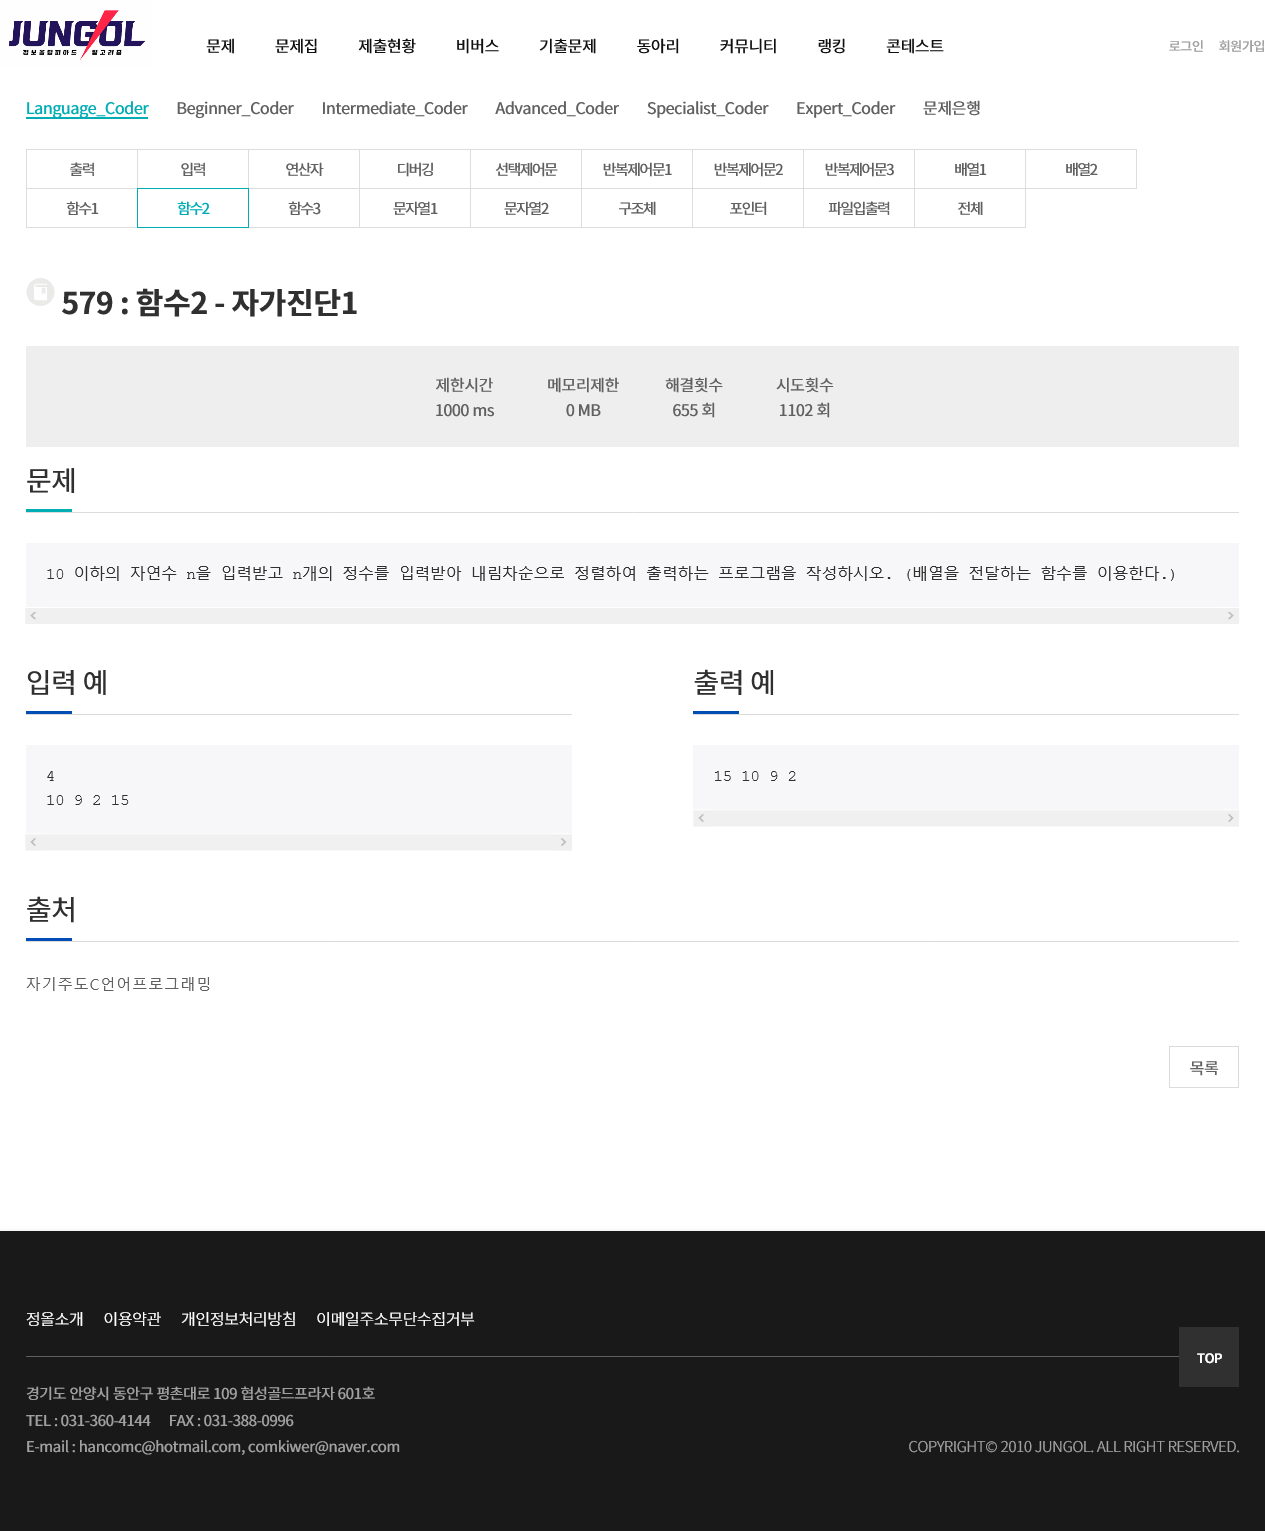 JUNGOL
정보올림피아드 알고리즘
문제 문제집 제출현황 비버스 기출문제 동아리 커뮤니티 랭킹 콘테스트 로그인 회원가입
Language_Coder Beginner_Coder Intermediate_Coder Advanced_Coder Specialist_Coder Expert_Coder 문제은행
출력 입력 연산자 디버깅 선택제어문 반복제어문1 반복제어문2 반복제어문3 배열1 배열2
함수1 함수2 함수3 문자열1 문자열2 구조체 포인터 파일입출력 전체
579 : 함수2 - 자가진단1
제한시간 메모리제한 해결횟수 시도횟수
1000 ms 0 MB 655 회 1102 회
문제
10 이하의 자연수 n을 입력받고 n개의 정수를 입력받아 내림차순으로 정렬하여 출력하는 프로그램을 작성하시오. (배열을 전달하는 함수를 이용한다.)
입력 예
4
10 9 2 15
출력 예
15 10 9 2
출처
자기주도C언어프로그래밍
목록
정올소개 이용약관 개인정보처리방침 이메일주소무단수집거부
TOP
경기도 안양시 동안구 평촌대로 109 협성골드프라자 601호
TEL : 031-360-4144 FAX : 031-388-0996
E-mail : hancomc@hotmail.com, comkiwer@naver.com
COPYRIGHT© 2010 JUNGOL. ALL RIGHT RESERVED.